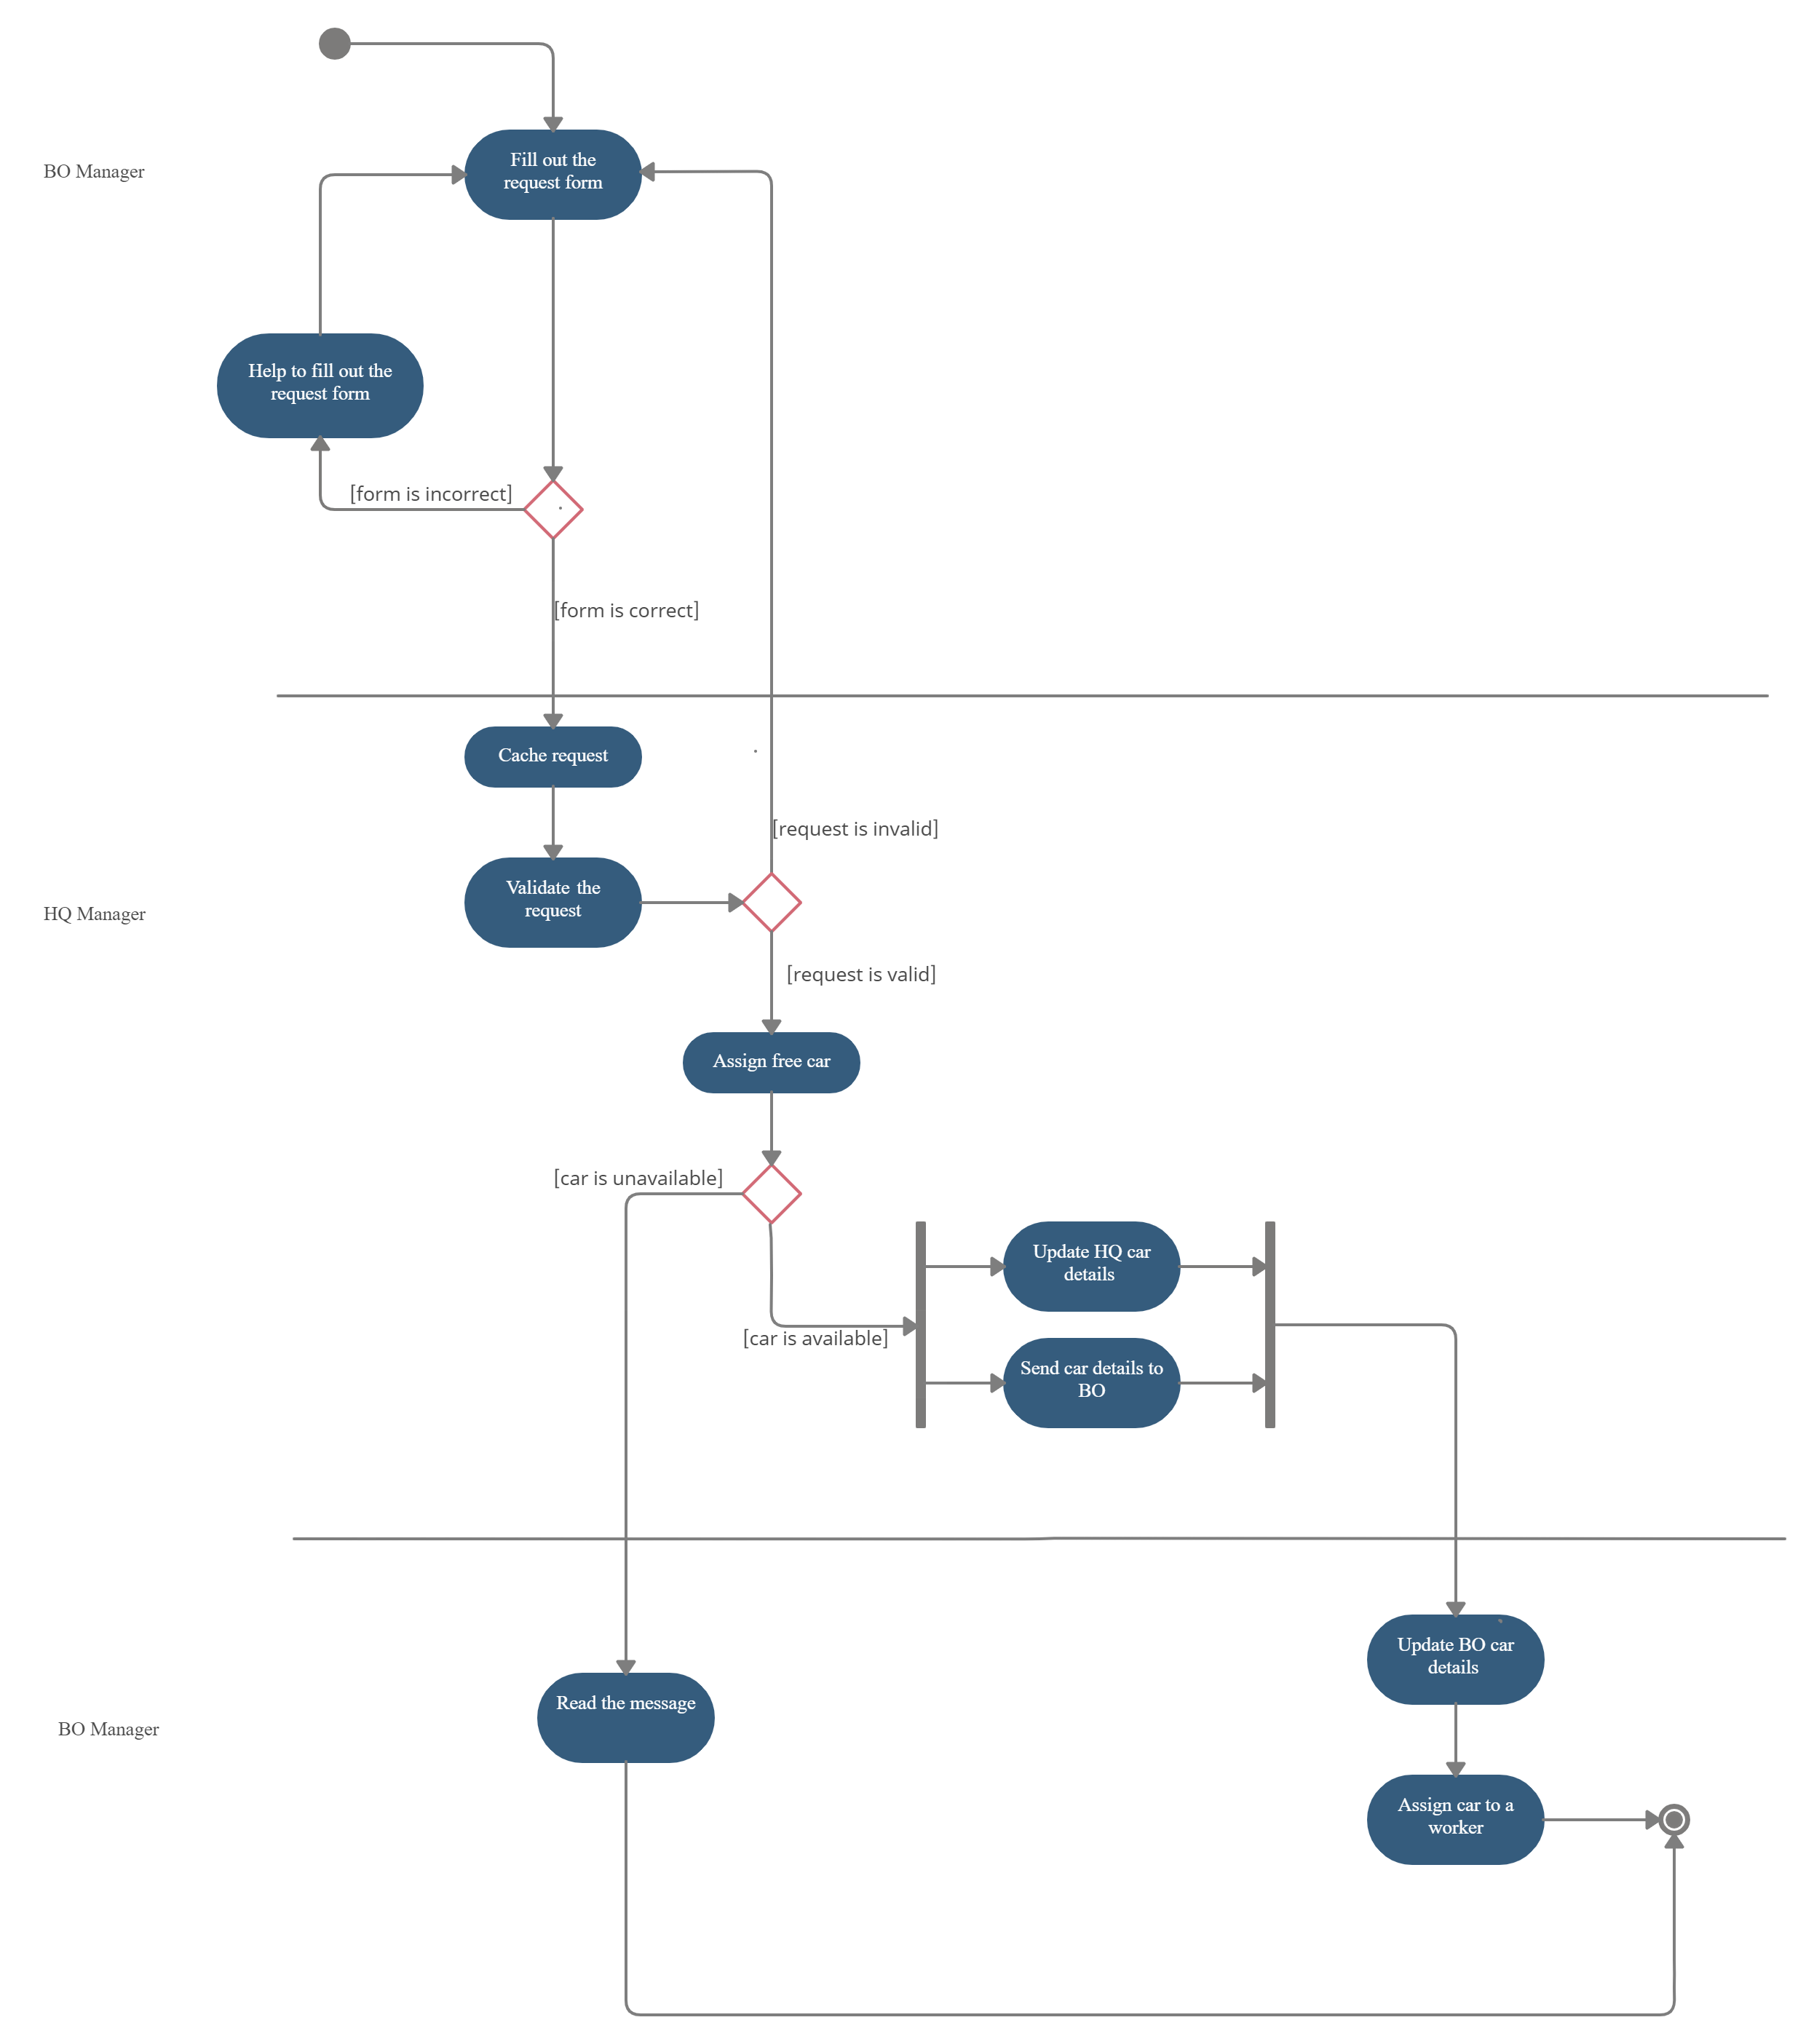 BO Manager
Fill out the
request form
Help to fill out the
request form
[form is incorrect]
[form is correct]
Cache request
[request is invalid]
HQ Manager
Validate the
request
[request is valid]
Assign free car
[car is unavailable]
[car is available]
Update HQ car
details
Send car details to
BO
BO Manager
Read the message
Update BO car
details
Assign car to a
worker